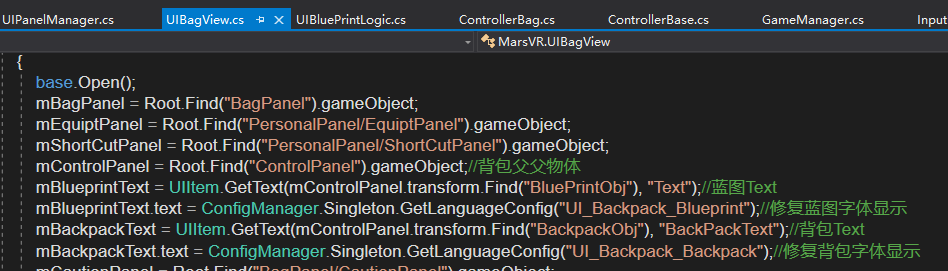 UIPanelManager.cs UIBagView.cs UIBluePrintLogic.cs ControllerBag.cs ControllerBase.cs GameManager.cs Input
MarsVR.UIBagView
{
base.Open();
mBagPanel = Root.Find("BagPanel").gameObject;
mEquiptPanel = Root.Find("PersonalPanel/EquiptPanel").gameObject;
mShortCutPanel = Root.Find("PersonalPanel/ShortCutPanel").gameObject;
mControlPanel = Root.Find("ControlPanel").gameObject;//背包父父物体
mBlueprintText = UIItem.GetText(mControlPanel.transform.Find("BluePrintObj"), "Text");//蓝图Text
mBlueprintText.text = ConfigManager.Singleton.GetLanguageConfig("UI_Backpack_Blueprint");//修复蓝图字体显示
mBackpackText = UIItem.GetText(mControlPanel.transform.Find("BackpackObj"), "BackPackText");//背包Text
mBackpackText.text = ConfigManager.Singleton.GetLanguageConfig("UI_Backpack_Backpack");//修复背包字体显示
mCautionPanel = Root.Find("BagPanel/CautionPanel").gameObject;